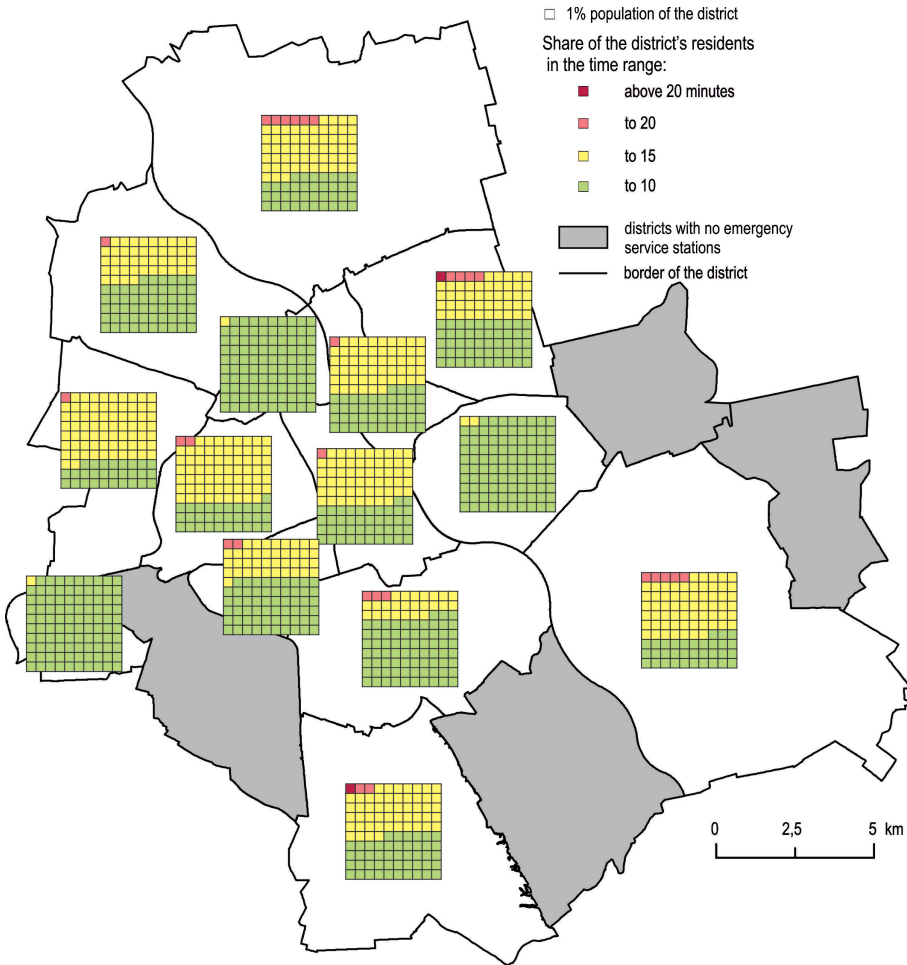 1% population of the district
Share of the district's residents
in the time range:
above 20 minutes
to 20
to 15
to 10
districts with no emergency
service stations
border of the district
0 2,5 5 km